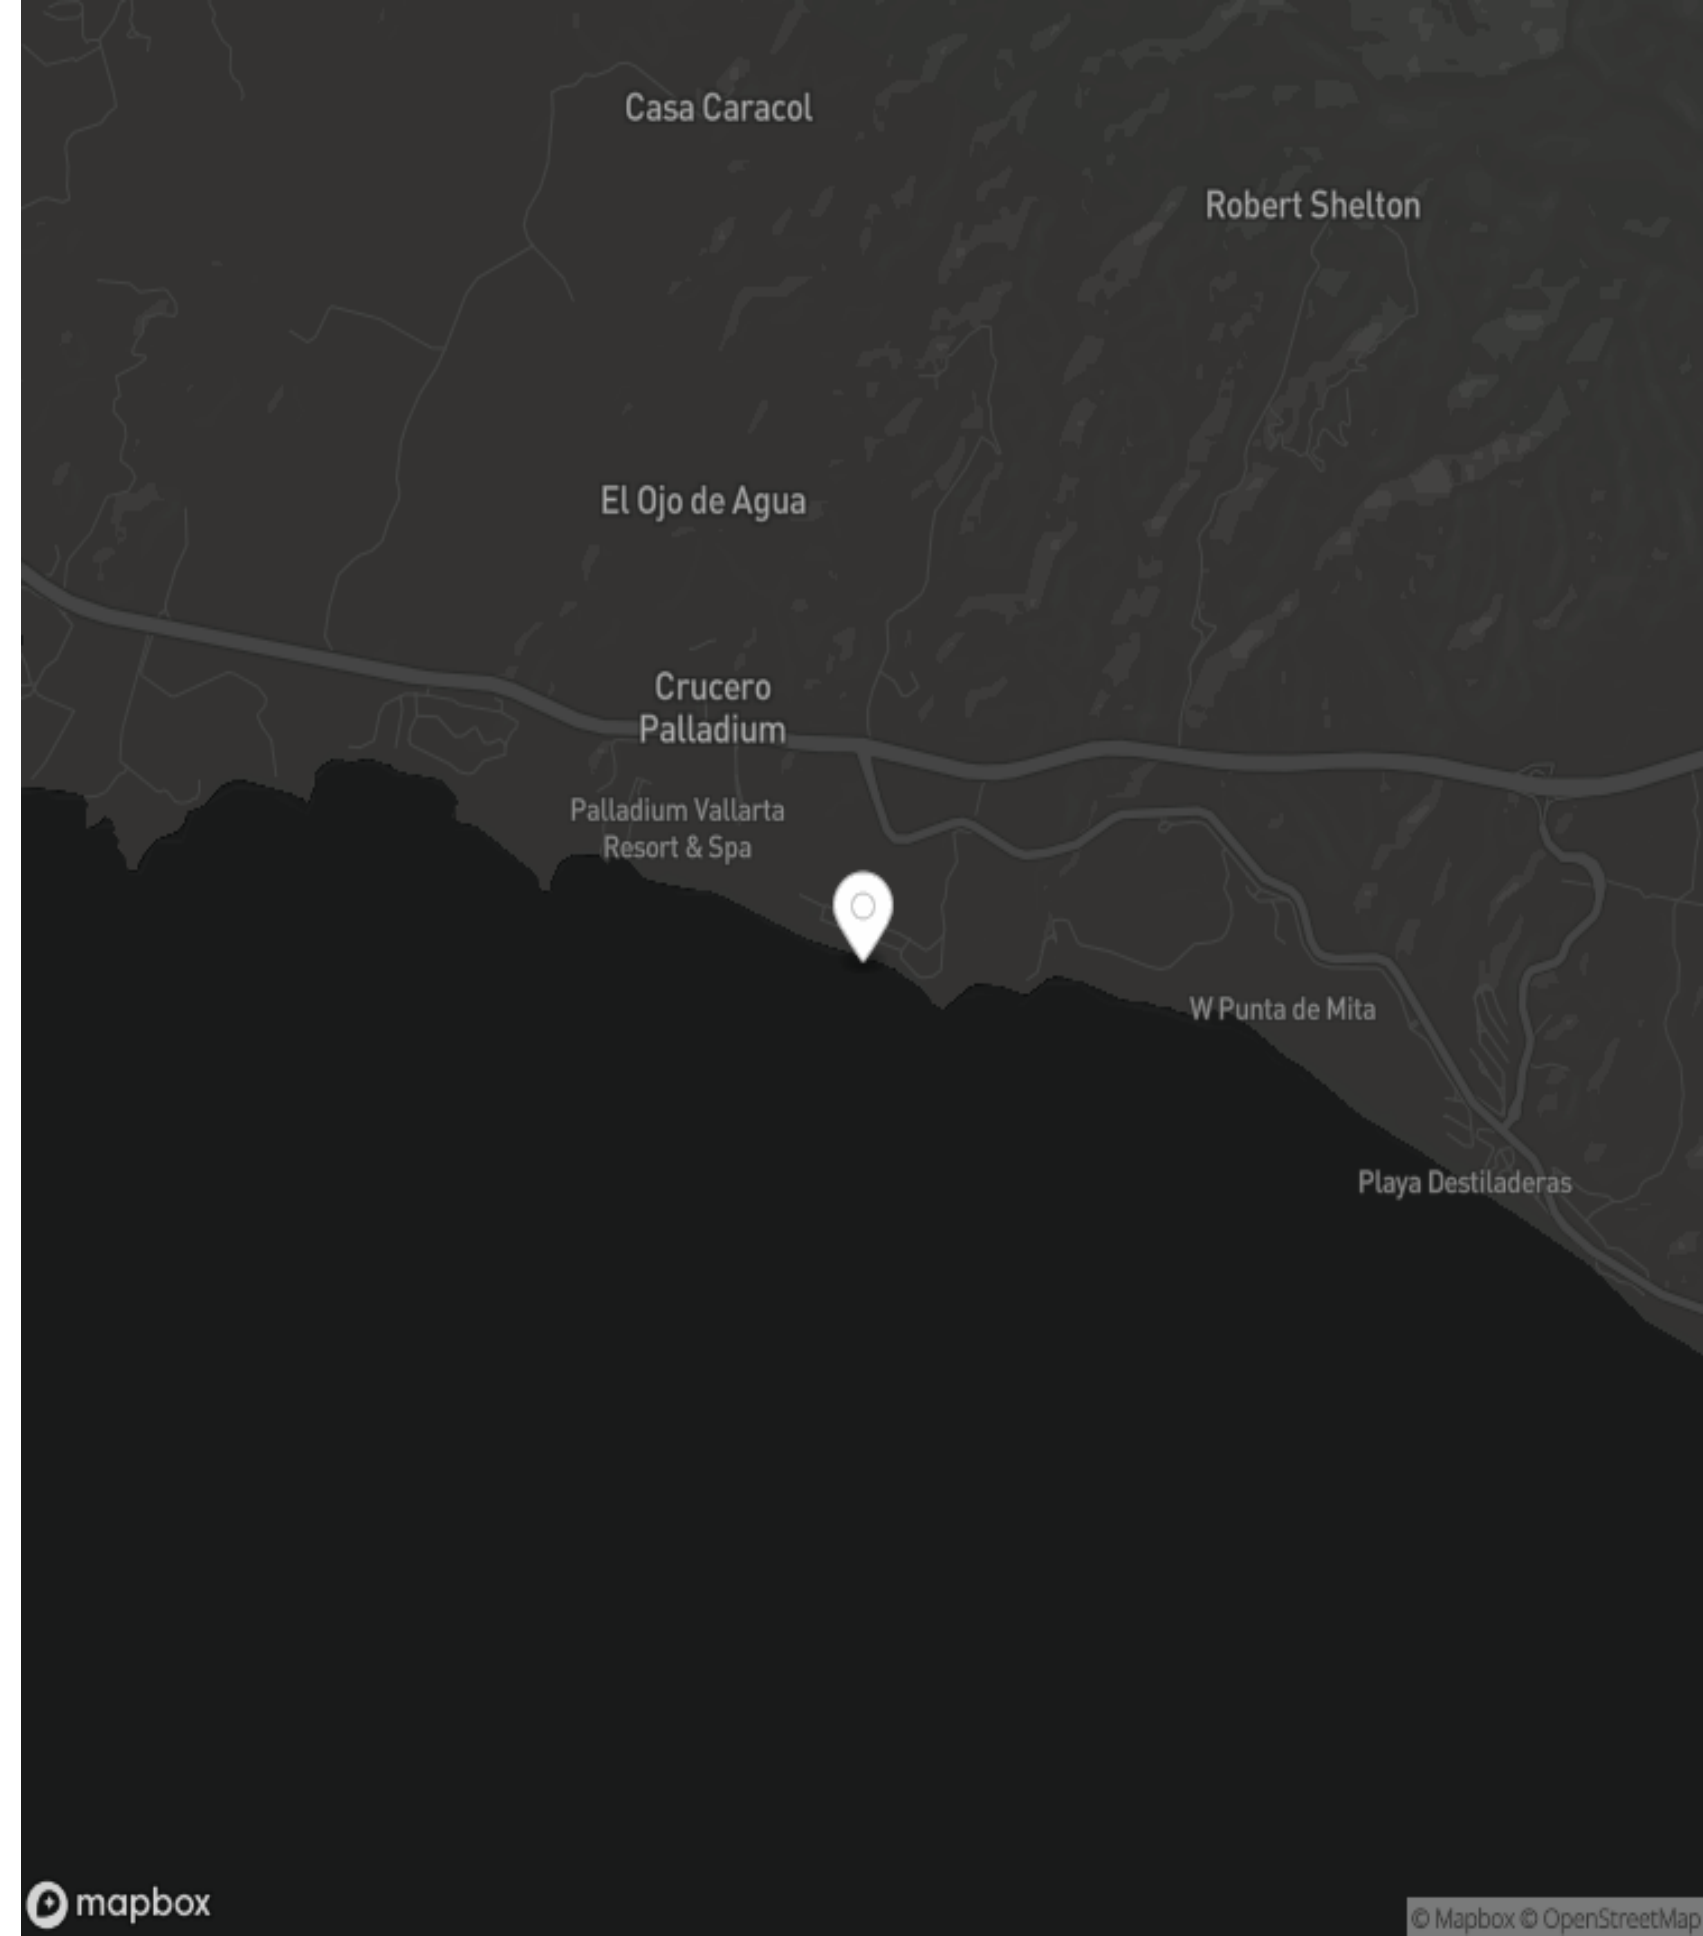 Casa Caracol
Robert Shelton
El Ojo de Agua
Crucero
Palladium
Palladium Vallarta
Resort & Spa
W Punta de Mita
Playa Destiladeras
mapbox
© Mapbox © OpenStreetMap